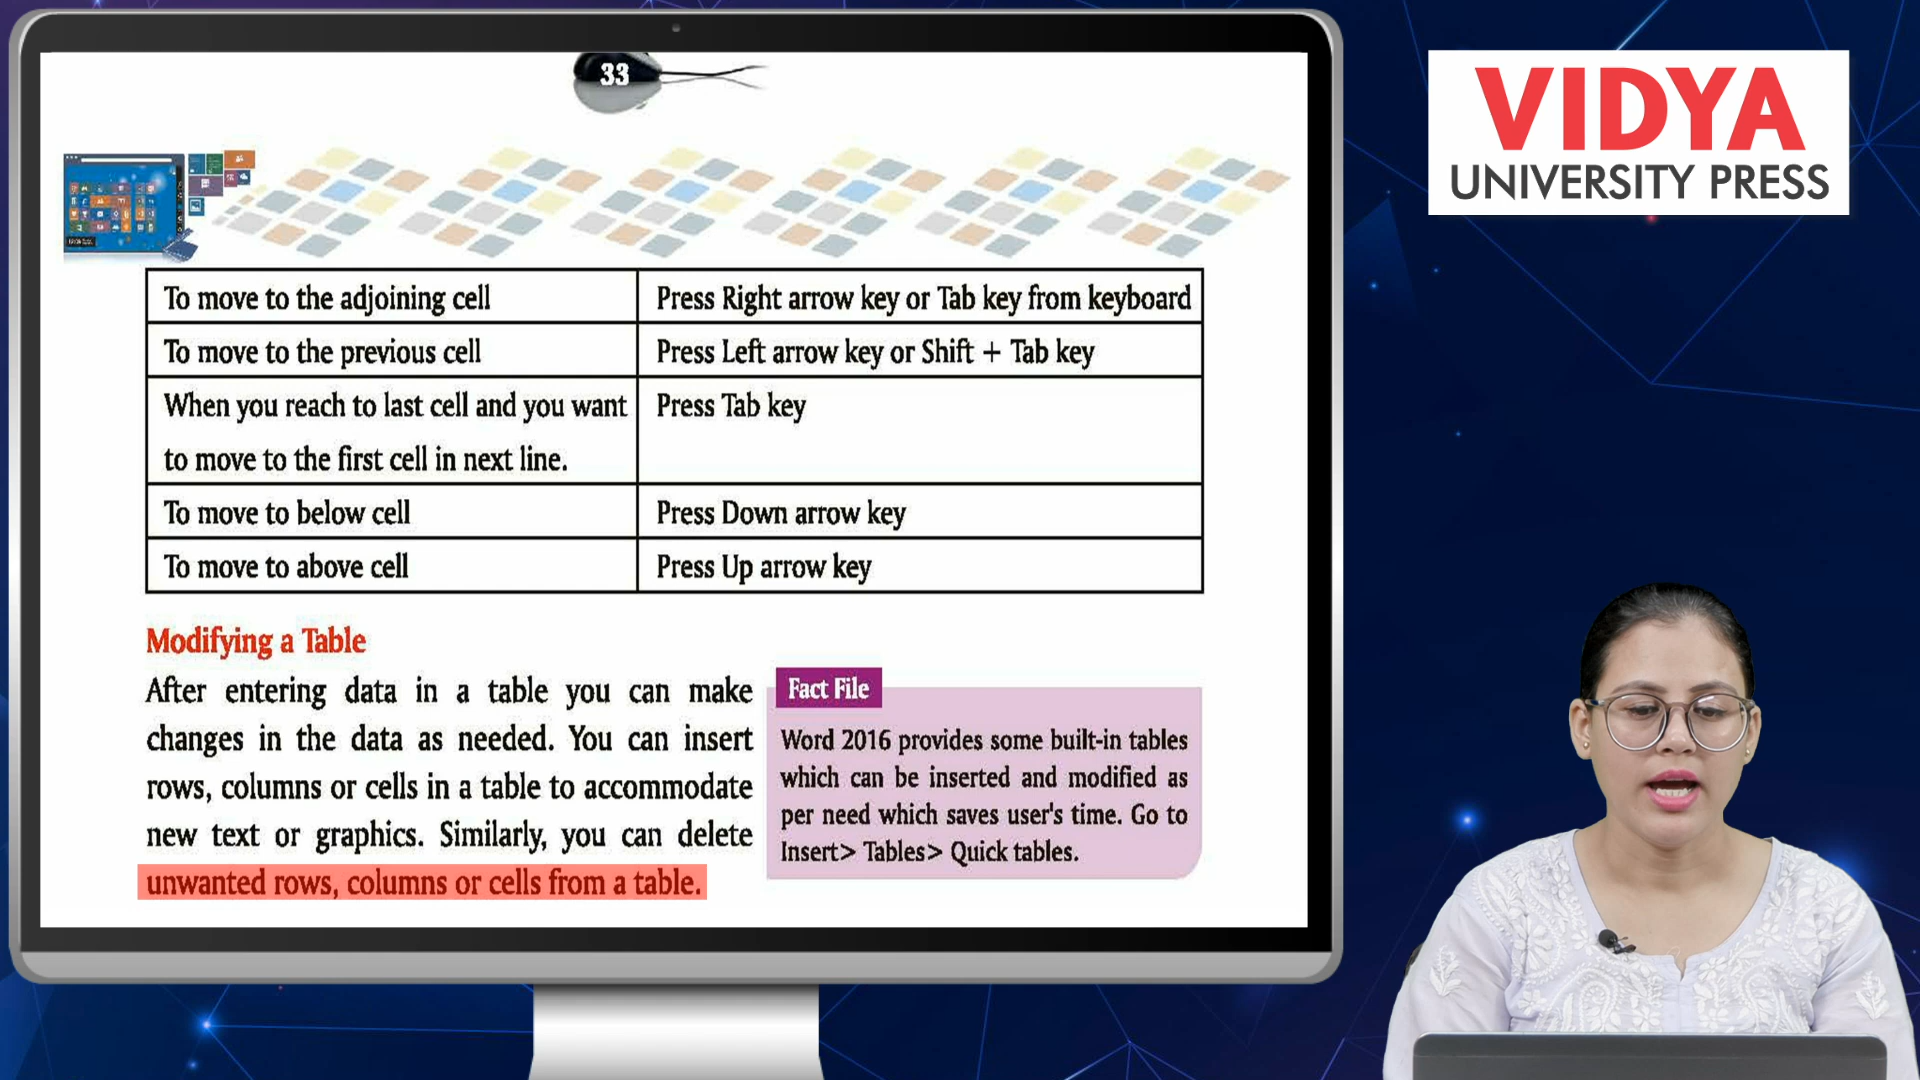 33
To move to the adjoining cell
Press Right arrow key or Tab key from keyboard
To move to the previous cell
Press Left arrow key or Shift + Tab key
When you reach to last cell and you want
to move to the first cell in next line.
Press Tab key
To move to below cell
Press Down arrow key
To move to above cell
Press Up arrow key
Modifying a Table
After entering data in a table you can make
changes in the data as needed. You can insert
rows, columns or cells in a table to accommodate
new text or graphics. Similarly, you can delete
unwanted rows, columns or cells from a table.
Fact File
Word 2016 provides some built-in tables
which can be inserted and modified as
per need which saves user's time. Go to
Insert> Tables> Quick tables.
VIDYA
UNIVERSITY PRESS